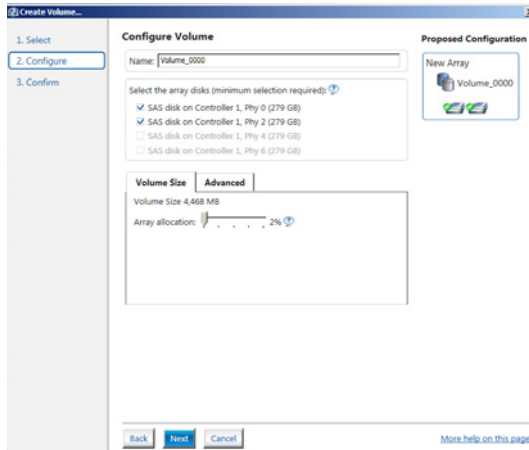 Create Volume...
1. Select
2. Configure
3. Confirm
Configure Volume
Name: Volume_0000
Select the array disks (minimum selection required):
SAS disk on Controller 1, Phy 0 (279 GB)
SAS disk on Controller 1, Phy 2 (279 GB)
SAS disk on Controller 1, Phy 4 (279 GB)
SAS disk on Controller 1, Phy 6 (279 GB)
Volume Size Advanced
Volume Size 4,468 MB
Array allocation: 2%
Proposed Configuration
New Array
Volume_0000
Back Next Cancel
More help on this page